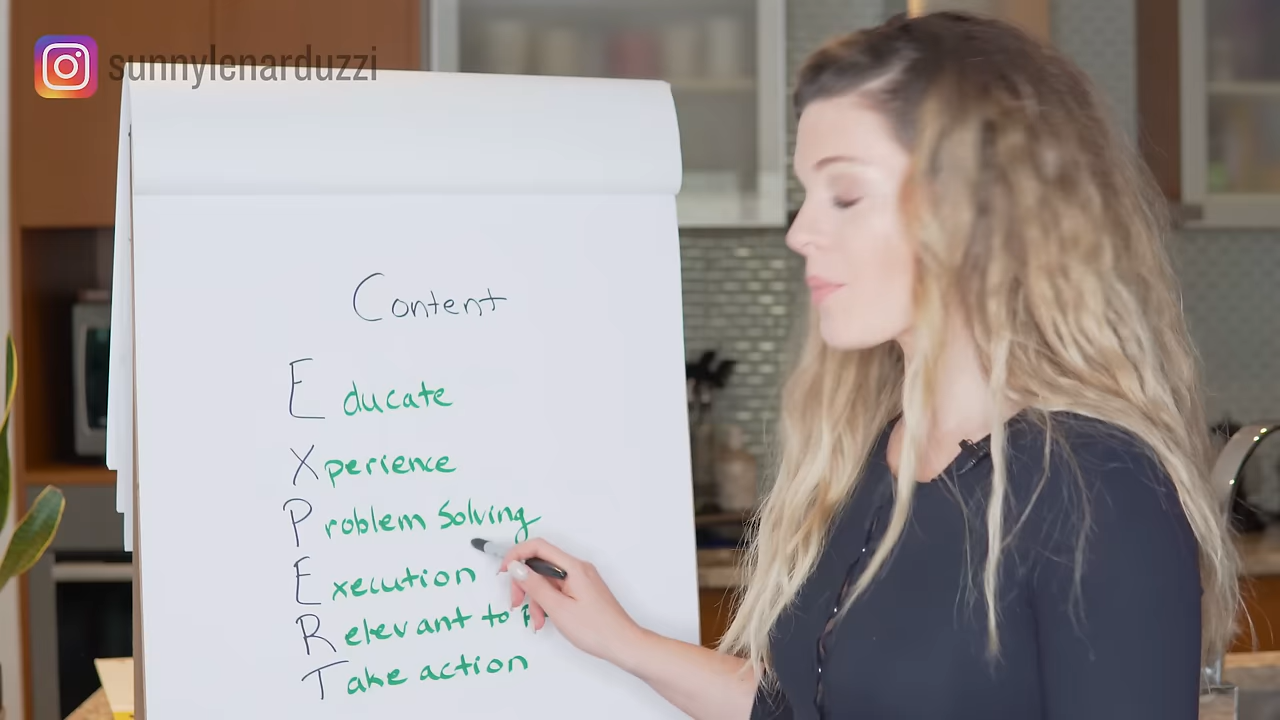 sunnylenarduzzi
Content
Educate
Xperience
Problem Solving
Execution
Relevant to
Take action